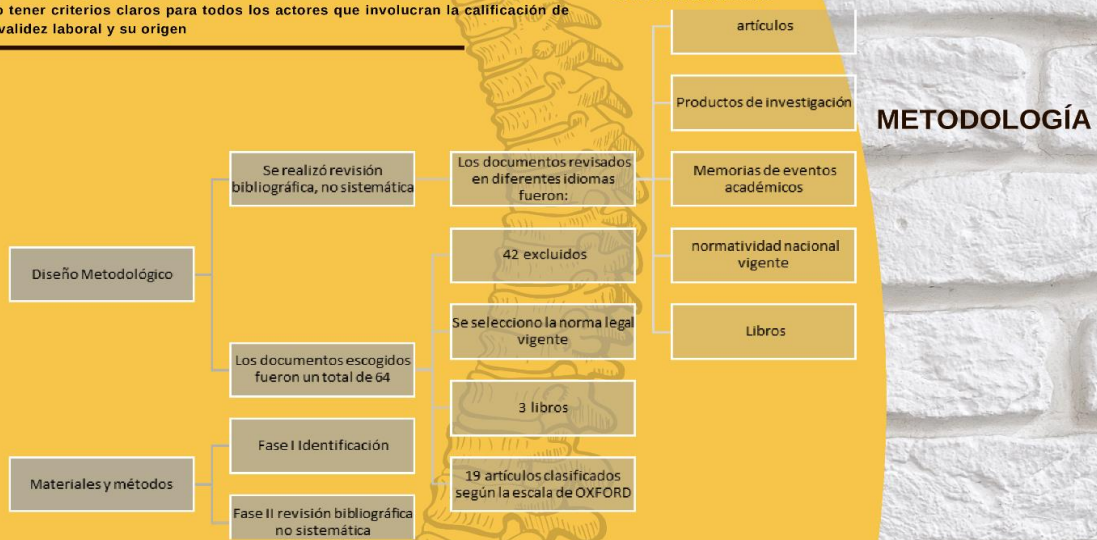 o tener criterios claros para todos los actores que involucran la calificación de
validez laboral y su origen
METODOLOGÍA
Diseño Metodológico
Se realizó revisión
bibliográfica, no sistemática
Los documentos revisados
en diferentes idiomas
fueron:
artículos
Productos de investigación
Memorias de eventos
académicos
normatividad nacional
vigente
Libros
Los documentos escogidos
fueron un total de 64
42 excluidos
Se selecciono la norma legal
vigente
3 libros
19 artículos clasificados
según la escala de OXFORD
Materiales y métodos
Fase I Identificación
Fase II revisión bibliográfica
no sistemática